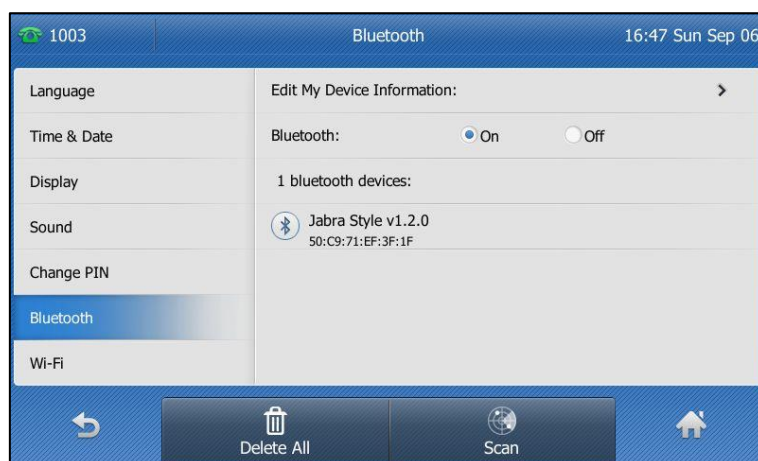 1003 Bluetooth 16:47 Sun Sep 06
Language
Time & Date
Display
Sound
Change PIN
Bluetooth
Wi-Fi
Edit My Device Information:
Bluetooth: On Off
1 bluetooth devices:
Jabra Style v1.2.0
50:C9:71:EF:3F:1F
Delete All
Scan